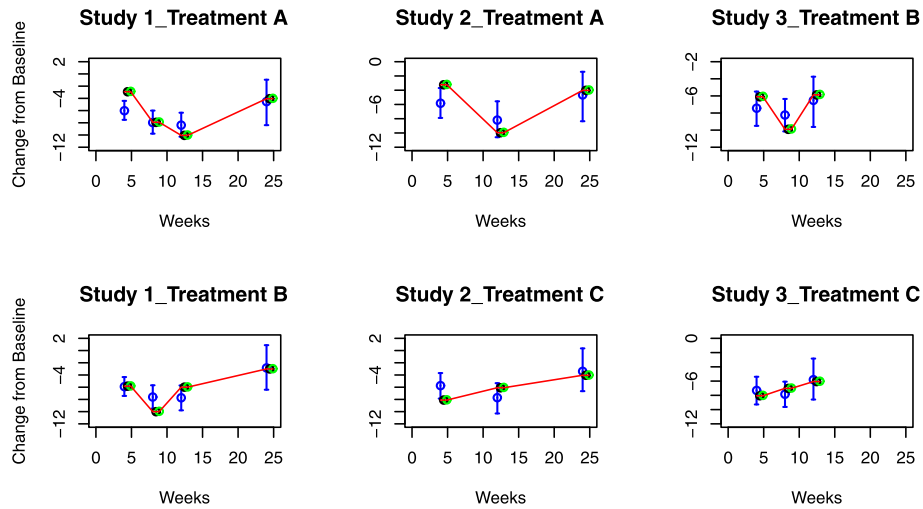 Study 1_Treatment A
Study 2_Treatment A
Study 3_Treatment B
Change from Baseline
2
−4
−12
0
−6
−12
−2
−6
−12
0 5 10 15 20 25
0 5 10 15 20 25
0 5 10 15 20 25
Weeks
Weeks
Weeks
Study 1_Treatment B
Study 2_Treatment C
Study 3_Treatment C
Change from Baseline
2
−4
−12
2
−4
−12
0
−6
−12
0 5 10 15 20 25
0 5 10 15 20 25
0 5 10 15 20 25
Weeks
Weeks
Weeks